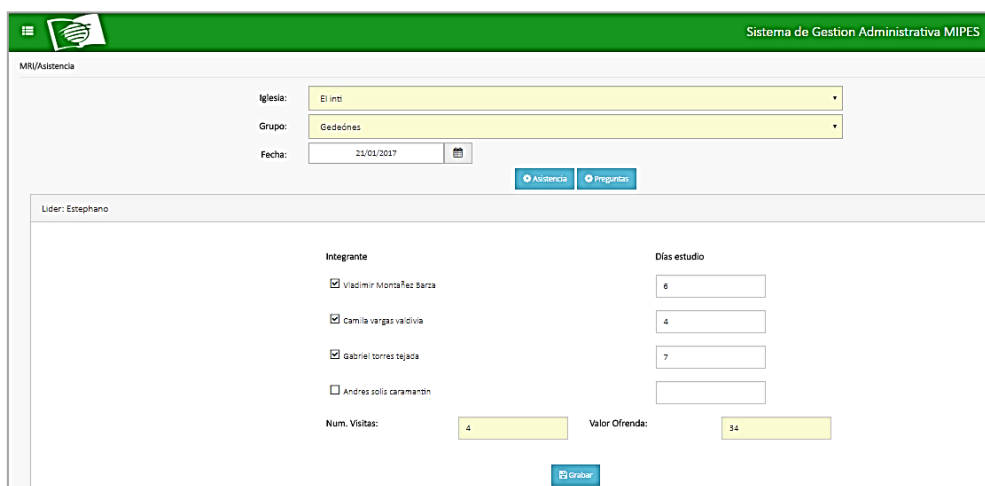 Sistema de Gestion Administrativa MIPES
MRI/Asistencia
Iglesia: El inti
Grupo: Gedeónes
Fecha: 21/01/2017
Asistencia Preguntas
Lider: Estephano
Integrante Días estudio
Vladimir Montañez Barza 6
Camila vargas valdivia 4
Gabriel torres tejada 7
Andres solis caramantin
Num. Visitas: 4 Valor Ofrenda: 34
Grabar